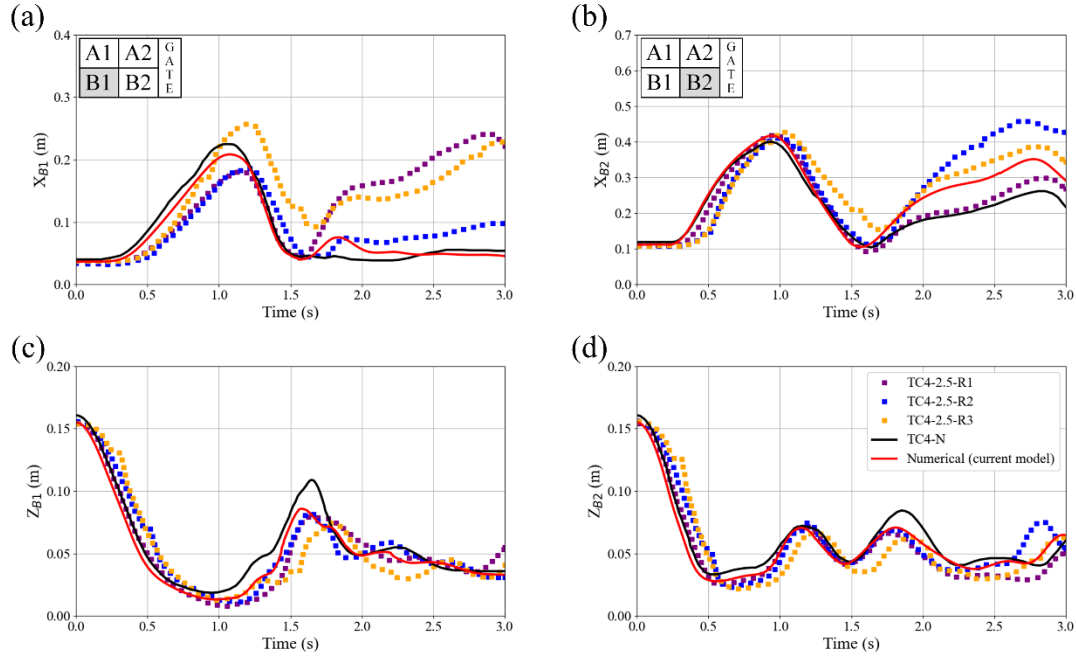 (a)
0.4
0.3
0.2
0.1
0.0
X_B1 (m)
A1 A2
B1 B2
GATE
0.0 0.5 1.0 1.5 2.0 2.5 3.0
Time (s)
(b)
0.7
0.6
0.5
0.4
0.3
0.2
0.1
0.0
X_B2 (m)
A1 A2
B1 B2
GATE
0.0 0.5 1.0 1.5 2.0 2.5 3.0
Time (s)
(c)
0.20
0.15
0.10
0.05
0.00
Z_B1 (m)
0.0 0.5 1.0 1.5 2.0 2.5 3.0
Time (s)
(d)
0.20
0.15
0.10
0.05
0.00
Z_B2 (m)
TC4-2.5-R1
TC4-2.5-R2
TC4-2.5-R3
TC4-N
Numerical (current model)
0.0 0.5 1.0 1.5 2.0 2.5 3.0
Time (s)